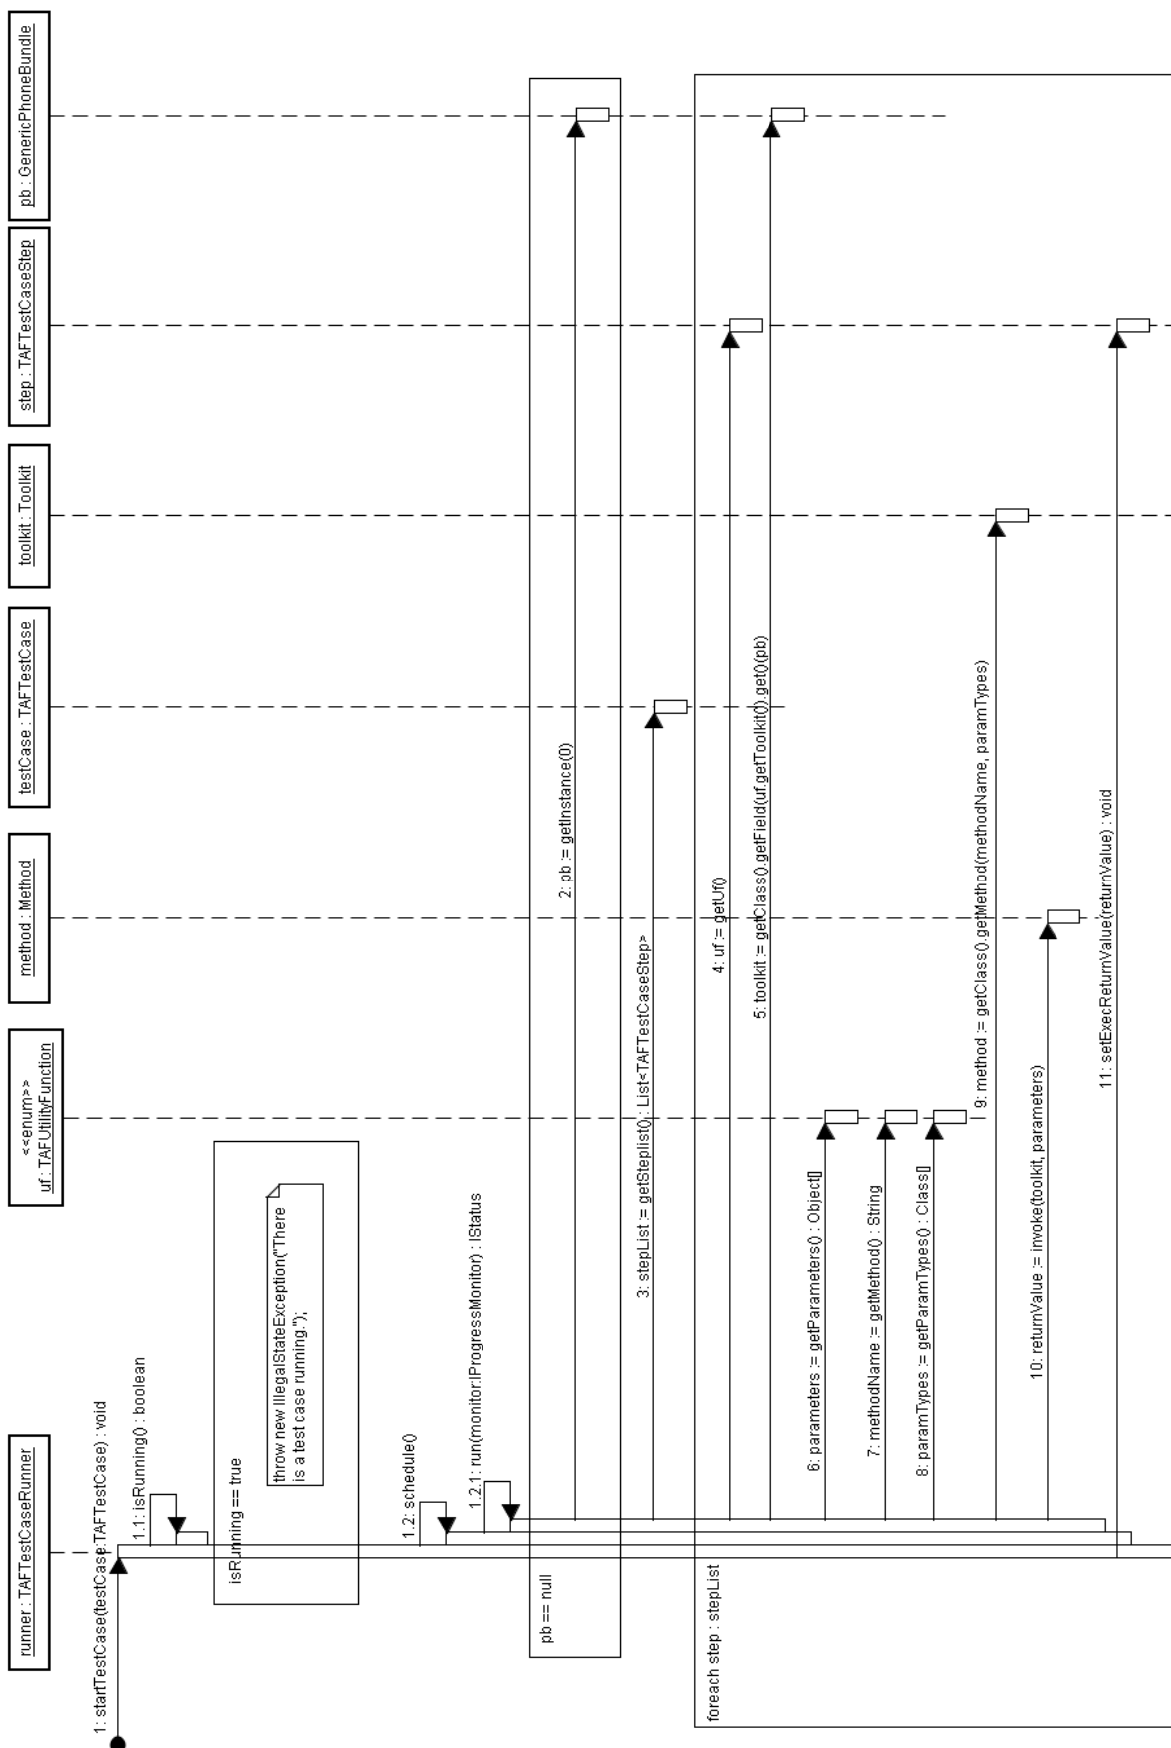 runner : TAFTestCaseRunner
<<enum>>
uf : TAFUtilityFunction
method : Method
testCase : TAFTestCase
toolkit : Toolkit
step : TAFTestCaseStep
pb : GenericPhoneBundle
1: startTestCase(testCase:TAFTestCase) : void
1.1: isRunning() : boolean
isRunning == true
throw new IllegalStateException("There
is a test case running.");
1.2: schedule()
1.2.1: run(monitor:IProgressMonitor) : IStatus
pb == null
2: pb := getInstance(0)
3: stepList := getSteplist() : List<TAFTestCaseStep>
foreach step : stepList
4: uf := getUf()
5: toolkit := getClass().getField(uf.getToolkit()).get()(pb)
6: parameters := getParameters() : Object[]
7: methodName := getMethod() : String
8: paramTypes := getParamTypes() : Class[]
9: method := getClass().getMethod(methodName, paramTypes)
10: returnValue := invoke(toolkit, parameters)
11: setExecReturnValue(returnValue) : void